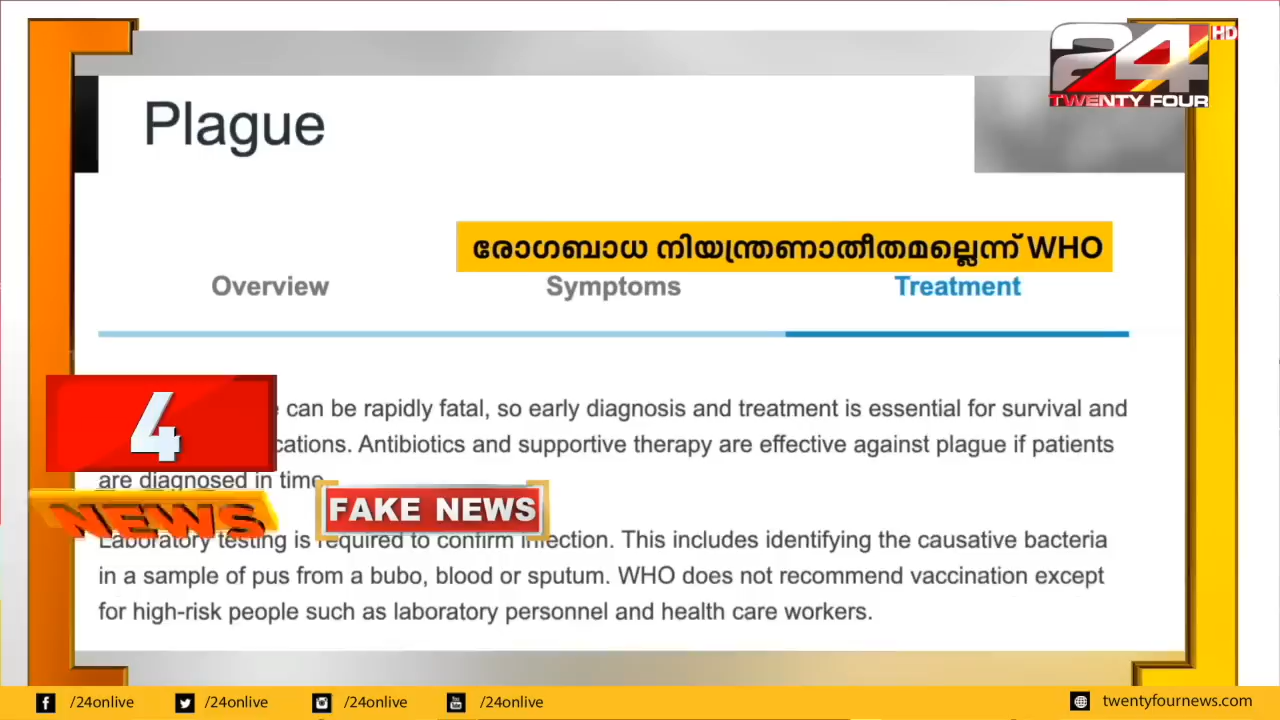 24 HD
TWENTY FOUR
Plague
രോഗബാധ നിയന്ത്രണാതീതമല്ലെന്ന് WHO
Overview
Symptoms
Treatment
can be rapidly fatal, so early diagnosis and treatment is essential for survival and
4
Antibiotics and supportive therapy are effective against plague if patients
are diagnosed in time.
NEWS
FAKE NEWS
Laboratory testing is required to confirm infection. This includes identifying the causative bacteria
in a sample of pus from a bubo, blood or sputum. WHO does not recommend vaccination except
for high-risk people such as laboratory personnel and health care workers.
/24onlive
/24onlive
/24onlive
/24onlive
twentyfournews.com